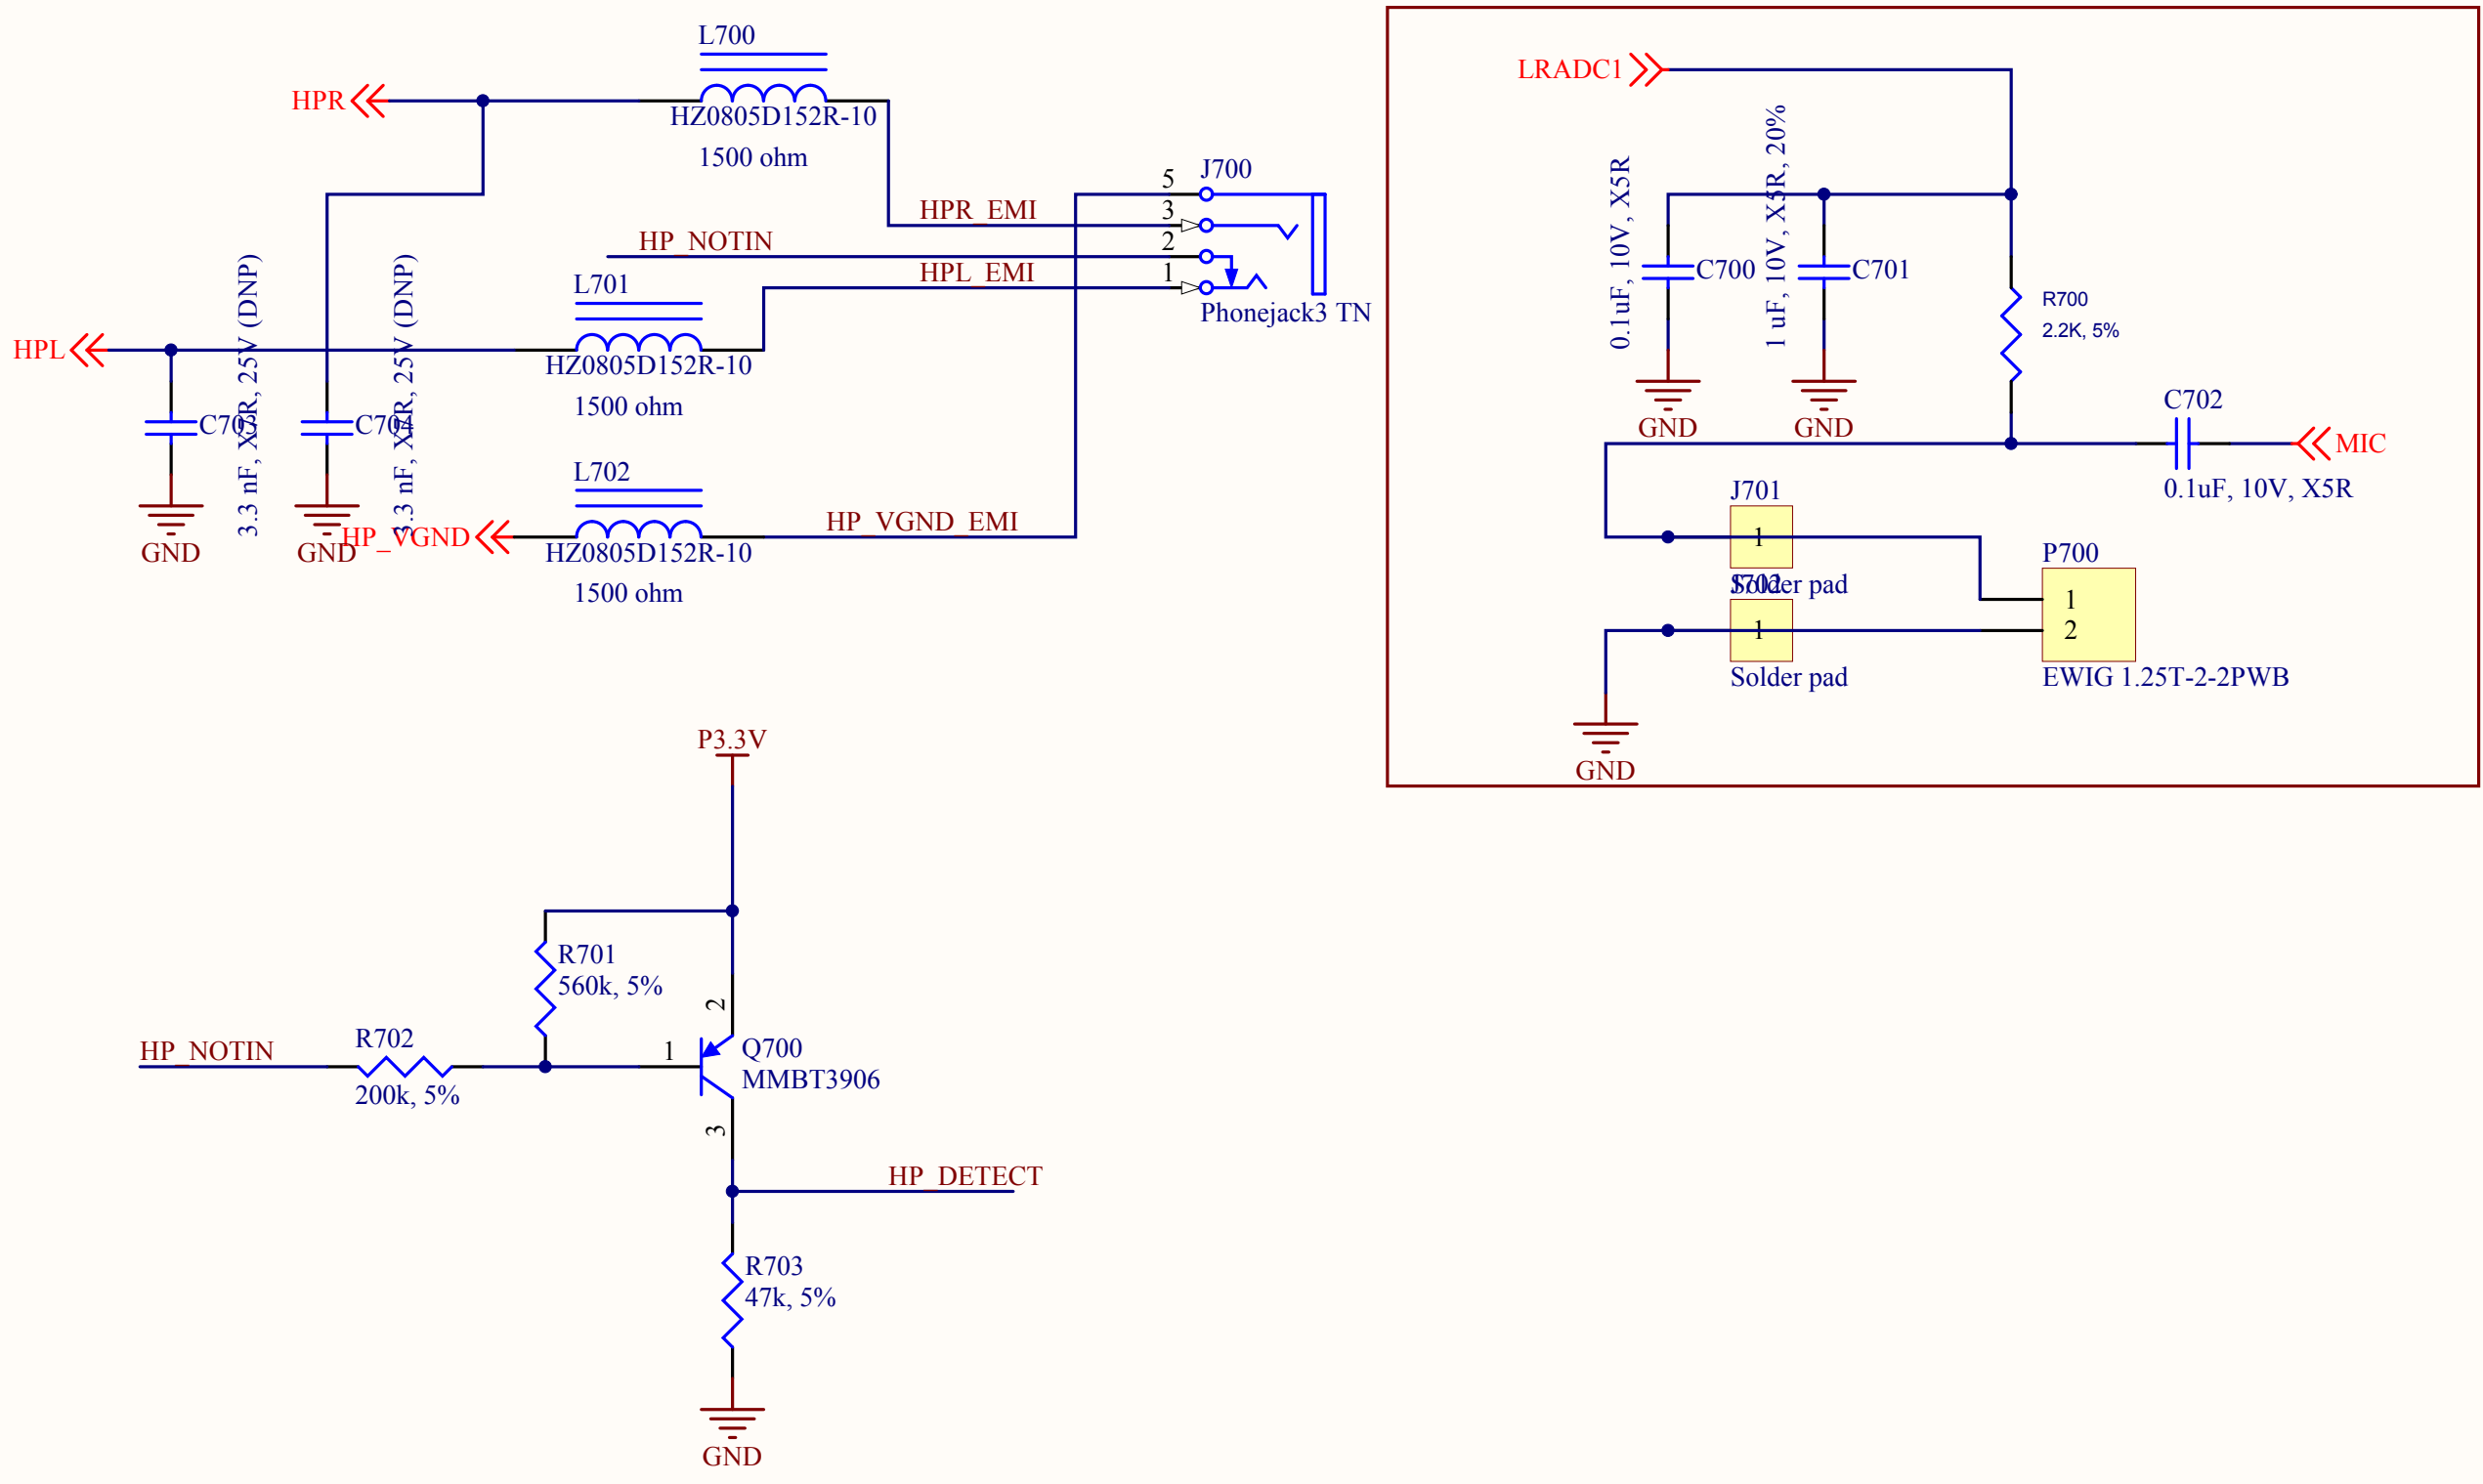 L700
HPR
HZ0805D152R-10
1500 ohm
J700
5
3
2
1
HPR_EMI
HP_NOTIN
HPL_EMI
Phonejack3 TN
L701
HPL
HZ0805D152R-10
1500 ohm
C703
3.3 nF, X7R, 25V (DNP)
C704
3.3 nF, X7R, 25V (DNP)
GND
GND
L702
HP_VGND
HP_VGND_EMI
HZ0805D152R-10
1500 ohm
LRADC1
0.1uF, 10V, X5R
C700
1 uF, 10V, X5R, 20%
C701
R700
2.2K, 5%
GND
GND
C702
MIC
0.1uF, 10V, X5R
J701
1
Solder pad
J702
1
Solder pad
P700
1
2
EWIG 1.25T-2-2PWB
GND
P3.3V
R701
560k, 5%
2
HP_NOTIN
R702
200k, 5%
1
Q700
MMBT3906
3
HP_DETECT
R703
47k, 5%
GND